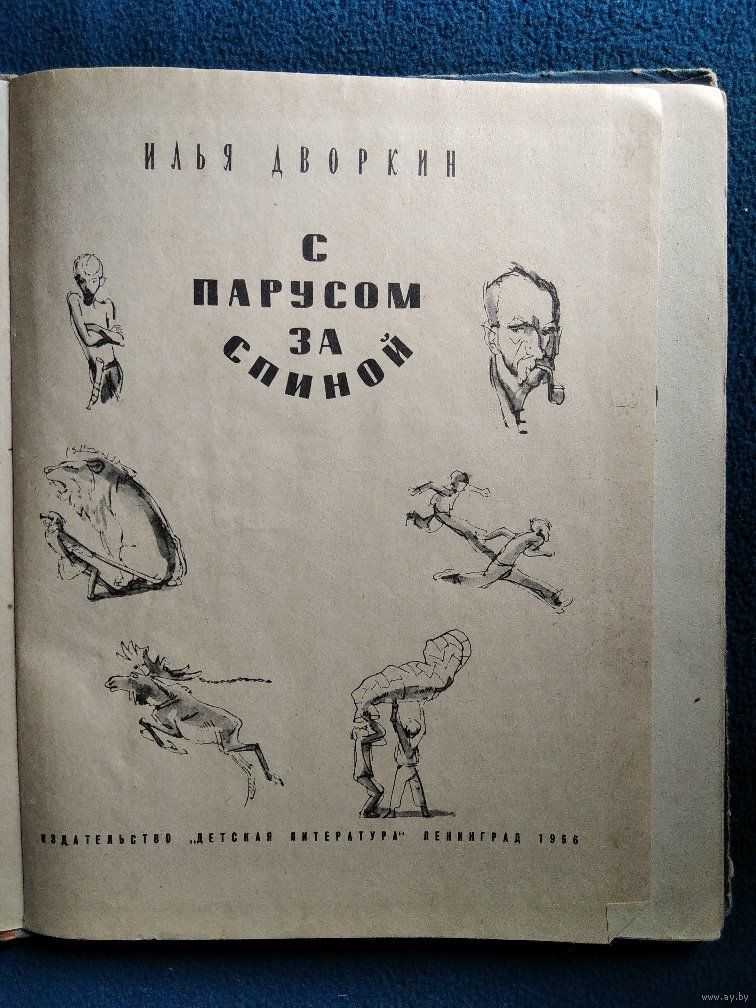 ИЛЬЯ ДВОРКИН
С
ПАРУСОМ
ЗА
СПИНОЙ
ИЗДАТЕЛЬСТВО „ДЕТСКАЯ ЛИТЕРАТУРА“ ЛЕНИНГРАД 1966
www.ay.by